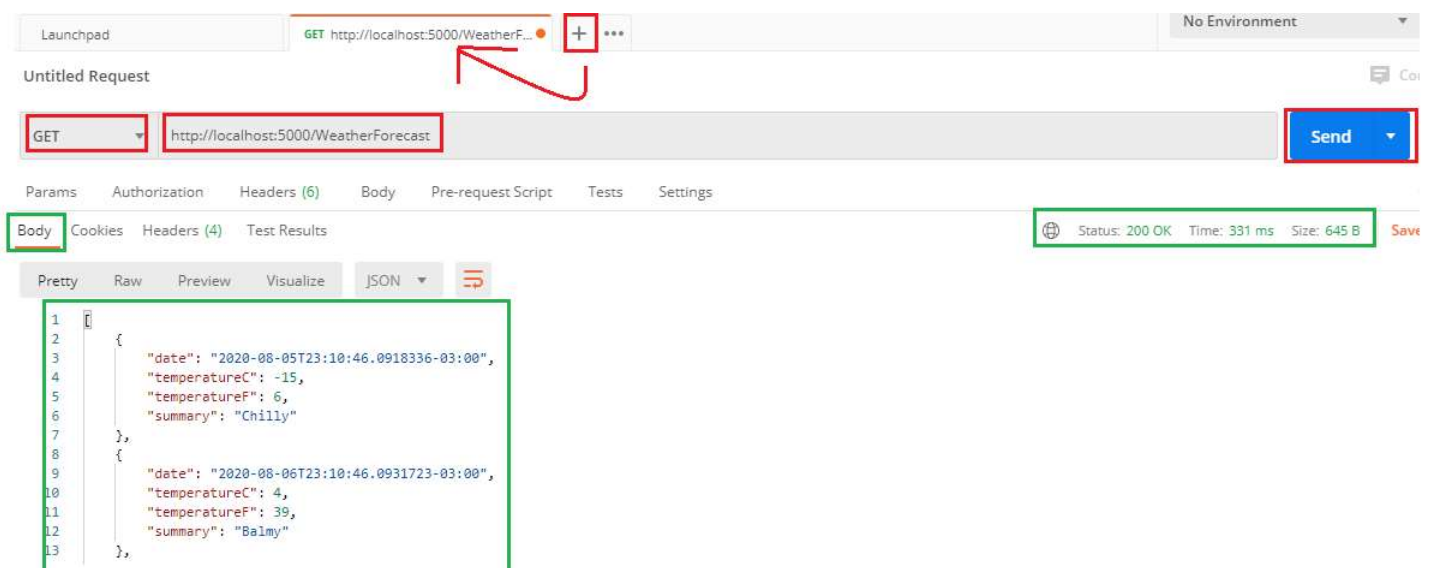 No Environment
Launchpad GET http://localhost:5000/WeatherF... + •••
Untitled Request
GET http://localhost:5000/WeatherForecast Send
Params Authorization Headers (6) Body Pre-request Script Tests Settings
Body Cookies Headers (4) Test Results Status: 200 OK Time: 331 ms Size: 645 B Save
Pretty Raw Preview Visualize JSON
1 [
2 {
3 "date": "2020-08-05T23:10:46.0918336-03:00",
4 "temperatureC": -15,
5 "temperatureF": 6,
6 "summary": "Chilly"
7 },
8 {
9 "date": "2020-08-06T23:10:46.0931723-03:00",
10 "temperatureC": 4,
11 "temperatureF": 39,
12 "summary": "Balmy"
13 },